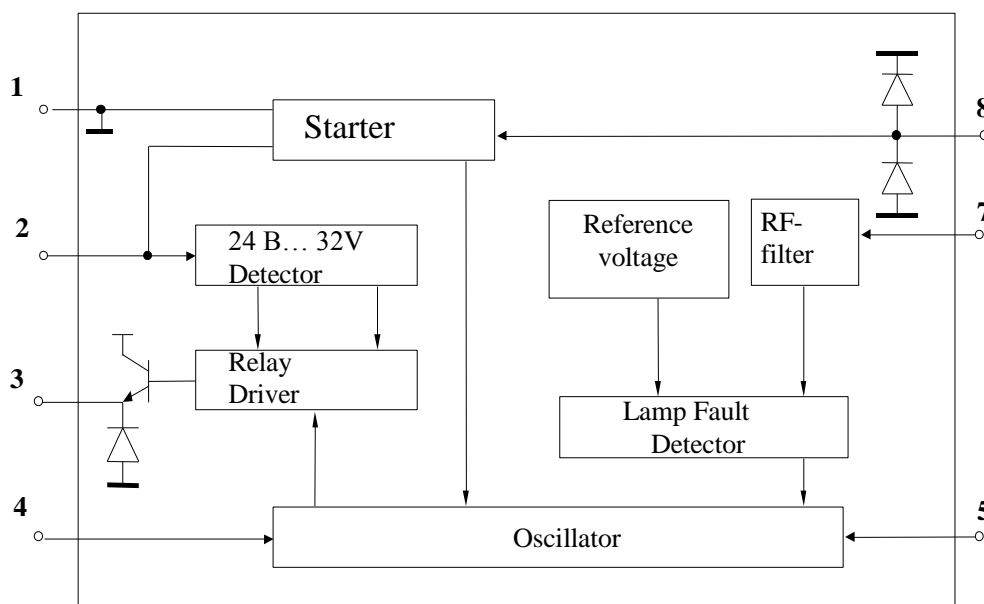 1
Starter
8
2
24 В… 32V
Detector
Reference
voltage
RF-
filter
7
3
Relay
Driver
Lamp Fault
Detector
4
Oscillator
5